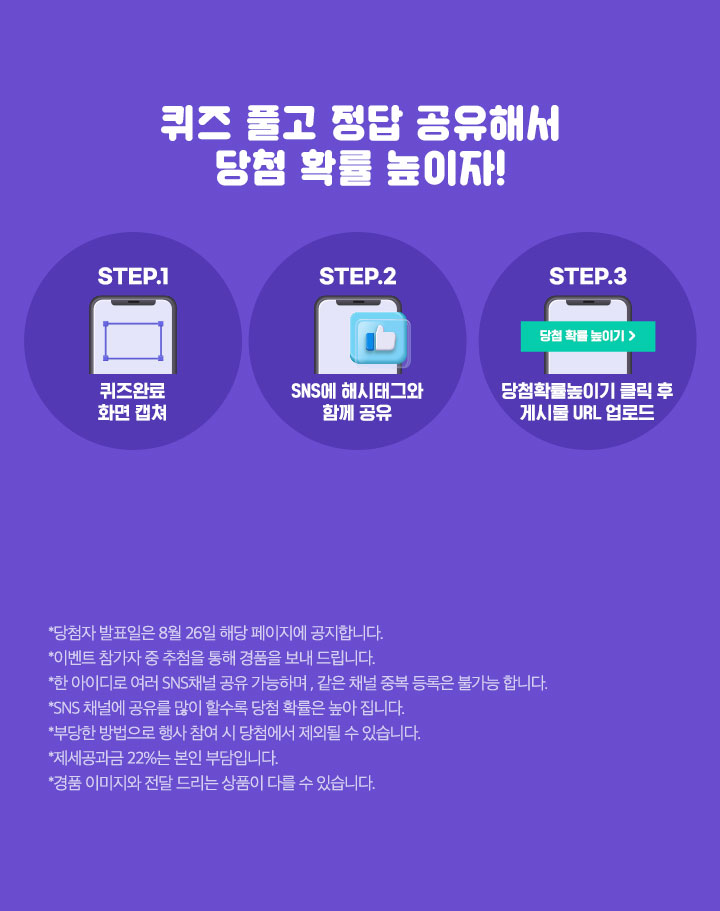 퀴즈 풀고 정답 공유해서
당첨 확률 높이자!
STEP.1
퀴즈완료
화면 캡쳐
STEP.2
SNS에 해시태그와
함께 공유
STEP.3
당첨 확률 높이기 >
당첨확률높이기 클릭 후
게시물 URL 업로드
*당첨자 발표일은 8월 26일 해당 페이지에 공지합니다.
*이벤트 참가자 중 추첨을 통해 경품을 보내 드립니다.
*한 아이디로 여러 SNS채널 공유 가능하며 , 같은 채널 중복 등록은 불가능 합니다.
*SNS 채널에 공유를 많이 할수록 당첨 확률은 높아 집니다.
*부당한 방법으로 행사 참여 시 당첨에서 제외될 수 있습니다.
*제세공과금 22%는 본인 부담입니다.
*경품 이미지와 전달 드리는 상품이 다를 수 있습니다.